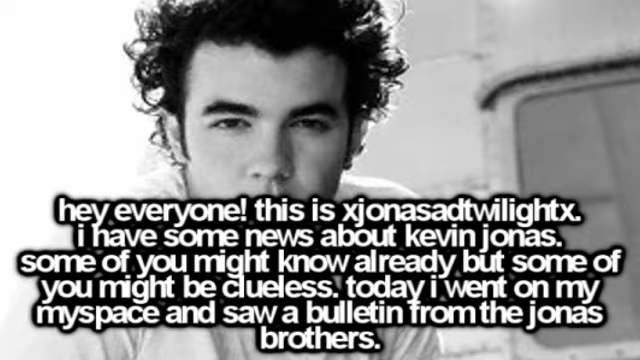 hey everyone! this is xjonasadtwilightx.
i have some news about kevin jonas.
some of you might know already but some of
you might be clueless. today i went on my
myspace and saw a bulletin from the jonas
brothers.